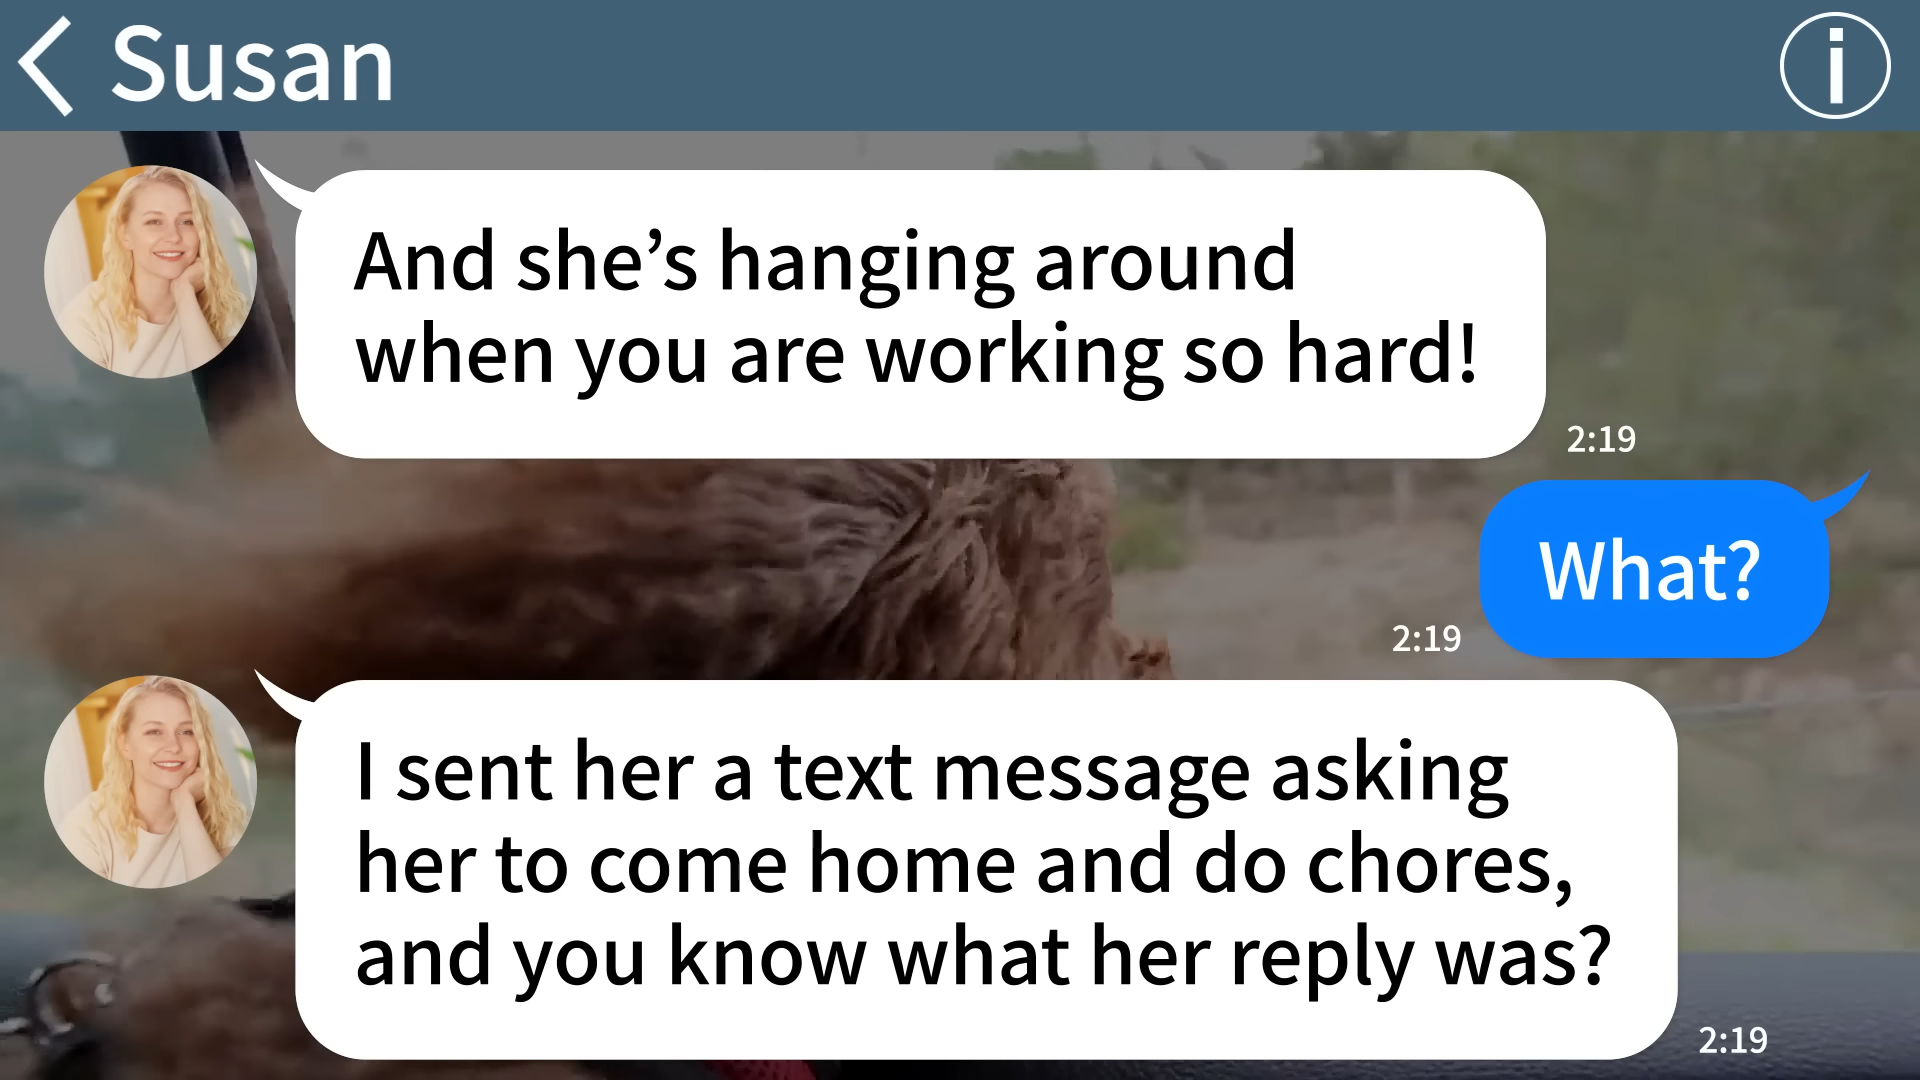 Susan
i
And she’s hanging around
when you are working so hard!
2:19
What?
2:19
I sent her a text message asking
her to come home and do chores,
and you know what her reply was?
2:19